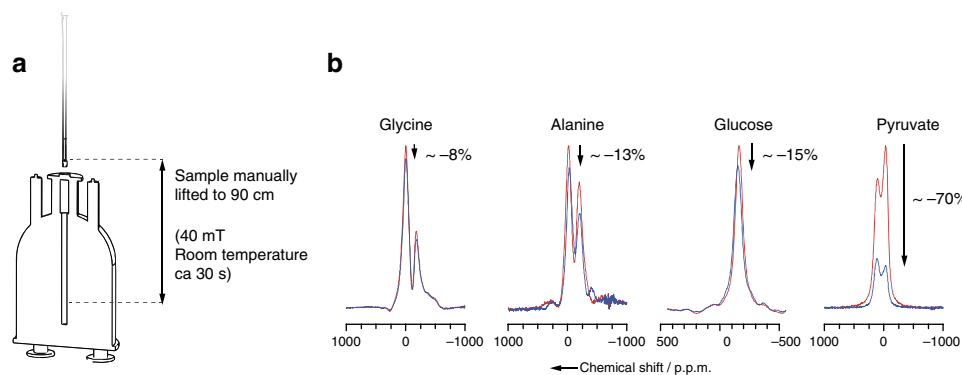 a
Sample manually
lifted to 90 cm
(40 mT
Room temperature
ca 30 s)
b
Glycine
~ –8%
1000 0 –1000
Alanine
~ –13%
1000 0 –1000
Glucose
~ –15%
500 0 –500
Pyruvate
~ –70%
1000 0 –1000
Chemical shift / p.p.m.